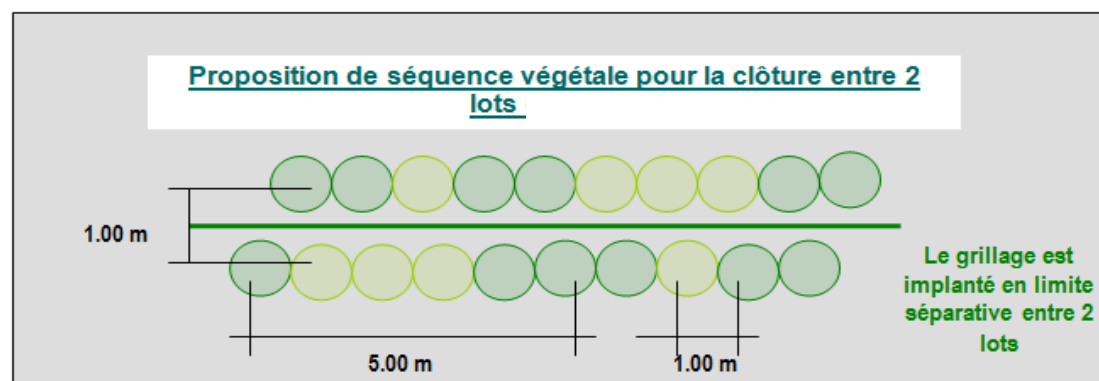 Proposition de séquence végétale pour la clôture entre 2
lots
1.00 m
Le grillage est
implanté en limite
séparative entre 2
lots
5.00 m
1.00 m